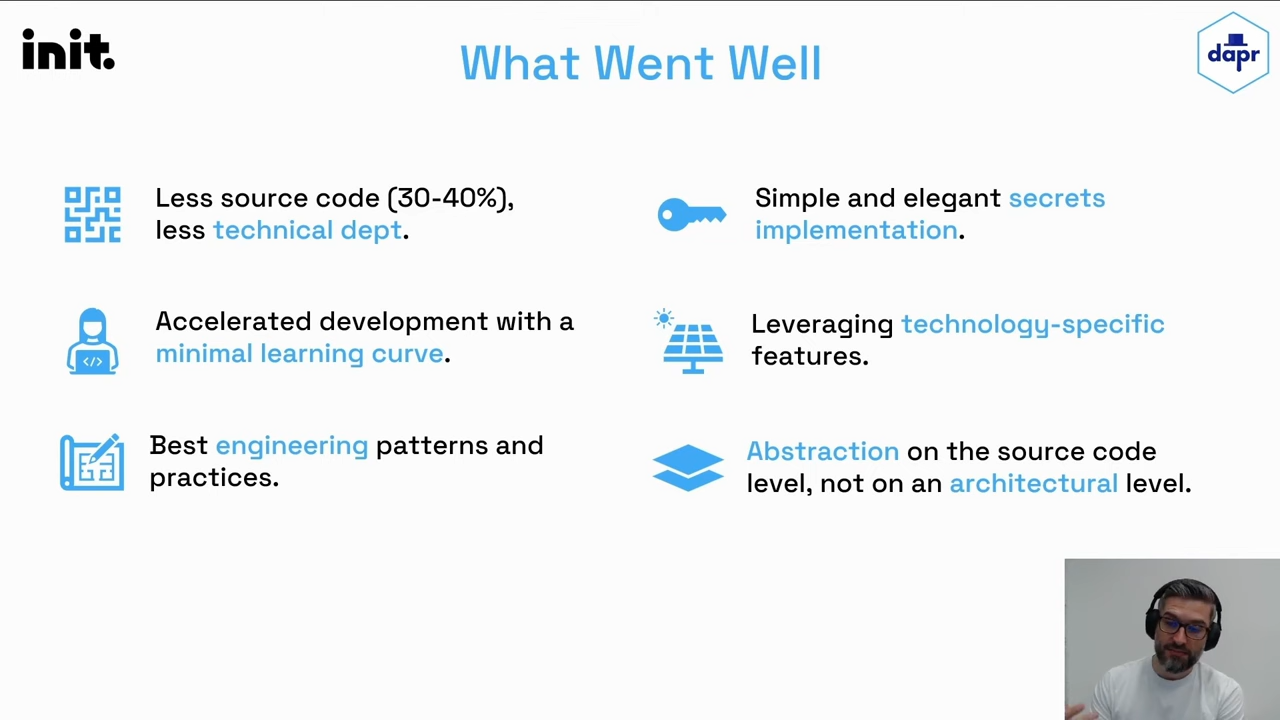 init.
What Went Well
dapr
Less source code (30-40%),
less technical dept.
Accelerated development with a
minimal learning curve.
Best engineering patterns and
practices.
Simple and elegant secrets
implementation.
Leveraging technology-specific
features.
Abstraction on the source code
level, not on an architectural level.